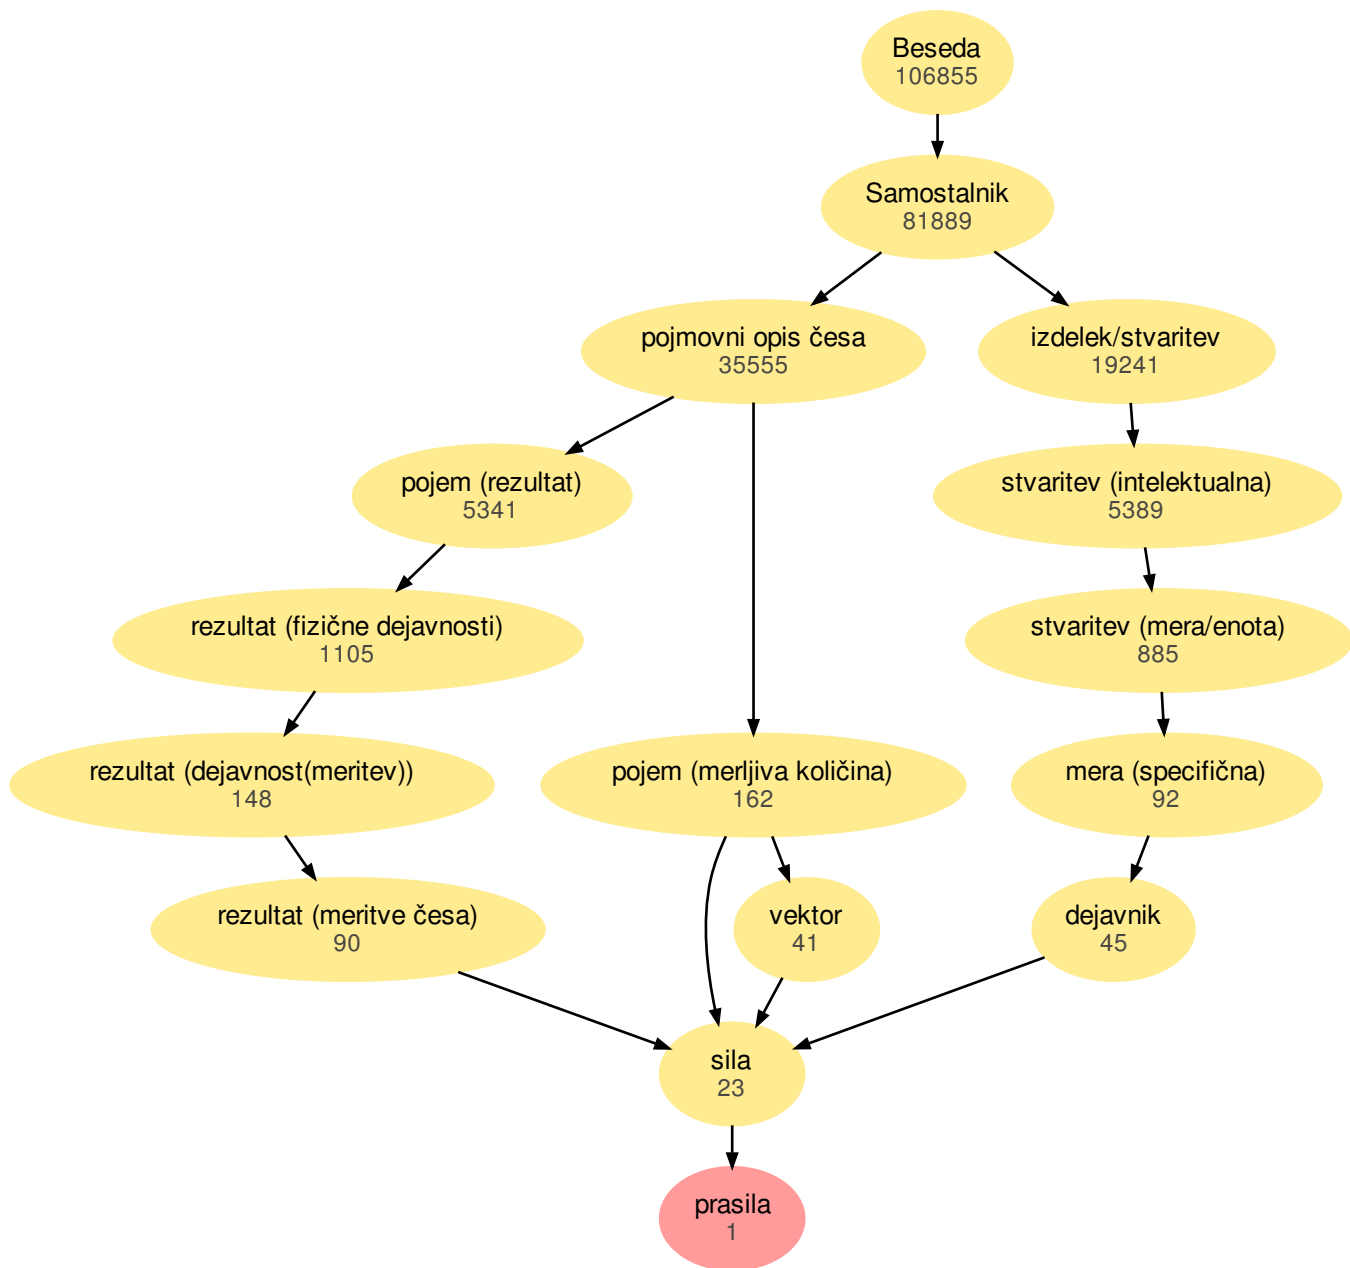 Beseda
106855
Samostalnik
81889
pojmovni opis česa
35555
izdelek/stvaritev
19241
pojem (rezultat)
5341
stvaritev (intelektualna)
5389
rezultat (fizične dejavnosti)
1105
stvaritev (mera/enota)
885
rezultat (dejavnost(meritev))
148
pojem (merljiva količina)
162
mera (specifična)
92
rezultat (meritve česa)
90
vektor
41
dejavnik
45
sila
23
prasila
1